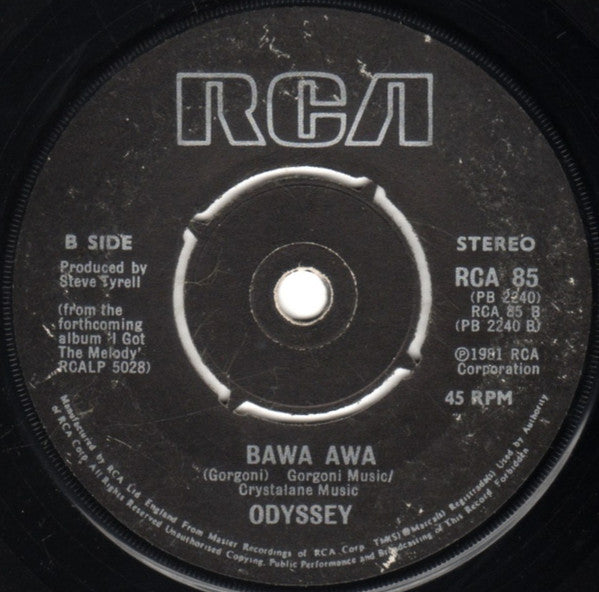 RCA
B SIDE
Produced by
Steve Tyrell
(from the
forthcoming
album 'I Got
The Melody'
RCALP 5028)
STEREO
RCA 85
(PB 2240)
RCA 85 B
(PB 2240 B)
℗1981 RCA
Corporation
45 RPM
BAWA AWA
(Gorgoni) Gorgoni Music/
Crystalane Music
ODYSSEY
Manufactured by RCA Ltd. England From Master Recordings of RCA Corp. TM(S)®Marca(s) Registrada(s) Used by Authority
of RCA Corp. All Rights Reserved Unauthorised Copying, Public Performance and Broadcasting of This Record Forbidden